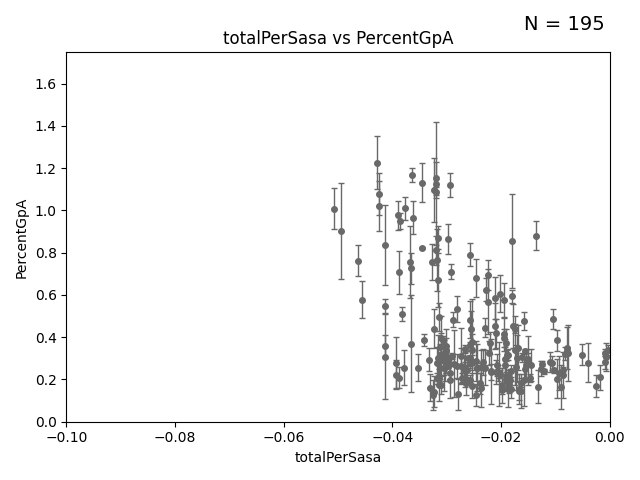 N = 195
totalPerSasa vs PercentGpA
PercentGpA
1.6
1.4
1.2
1.0
0.8
0.6
0.4
0.2
0.0
−0.10 −0.08 −0.06 −0.04 −0.02 0.00
totalPerSasa